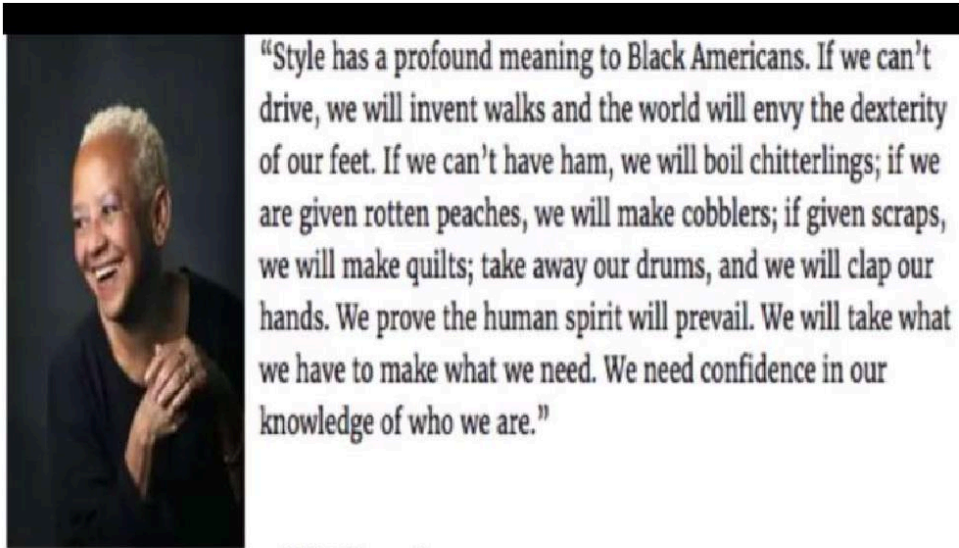 “Style has a profound meaning to Black Americans. If we can’t
drive, we will invent walks and the world will envy the dexterity
of our feet. If we can’t have ham, we will boil chitterlings; if we
are given rotten peaches, we will make cobblers; if given scraps,
we will make quilts; take away our drums, and we will clap our
hands. We prove the human spirit will prevail. We will take what
we have to make what we need. We need confidence in our
knowledge of who we are.”